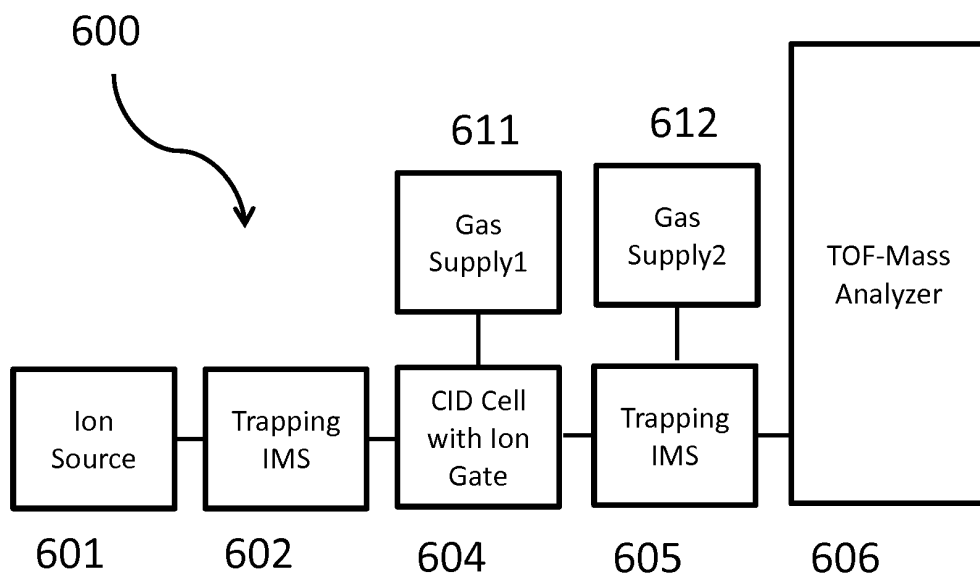 600
611
612
Gas
Supply1
Gas
Supply2
TOF-Mass
Analyzer
Ion
Source
Trapping
IMS
CID Cell
with Ion
Gate
Trapping
IMS
601
602
604
605
606